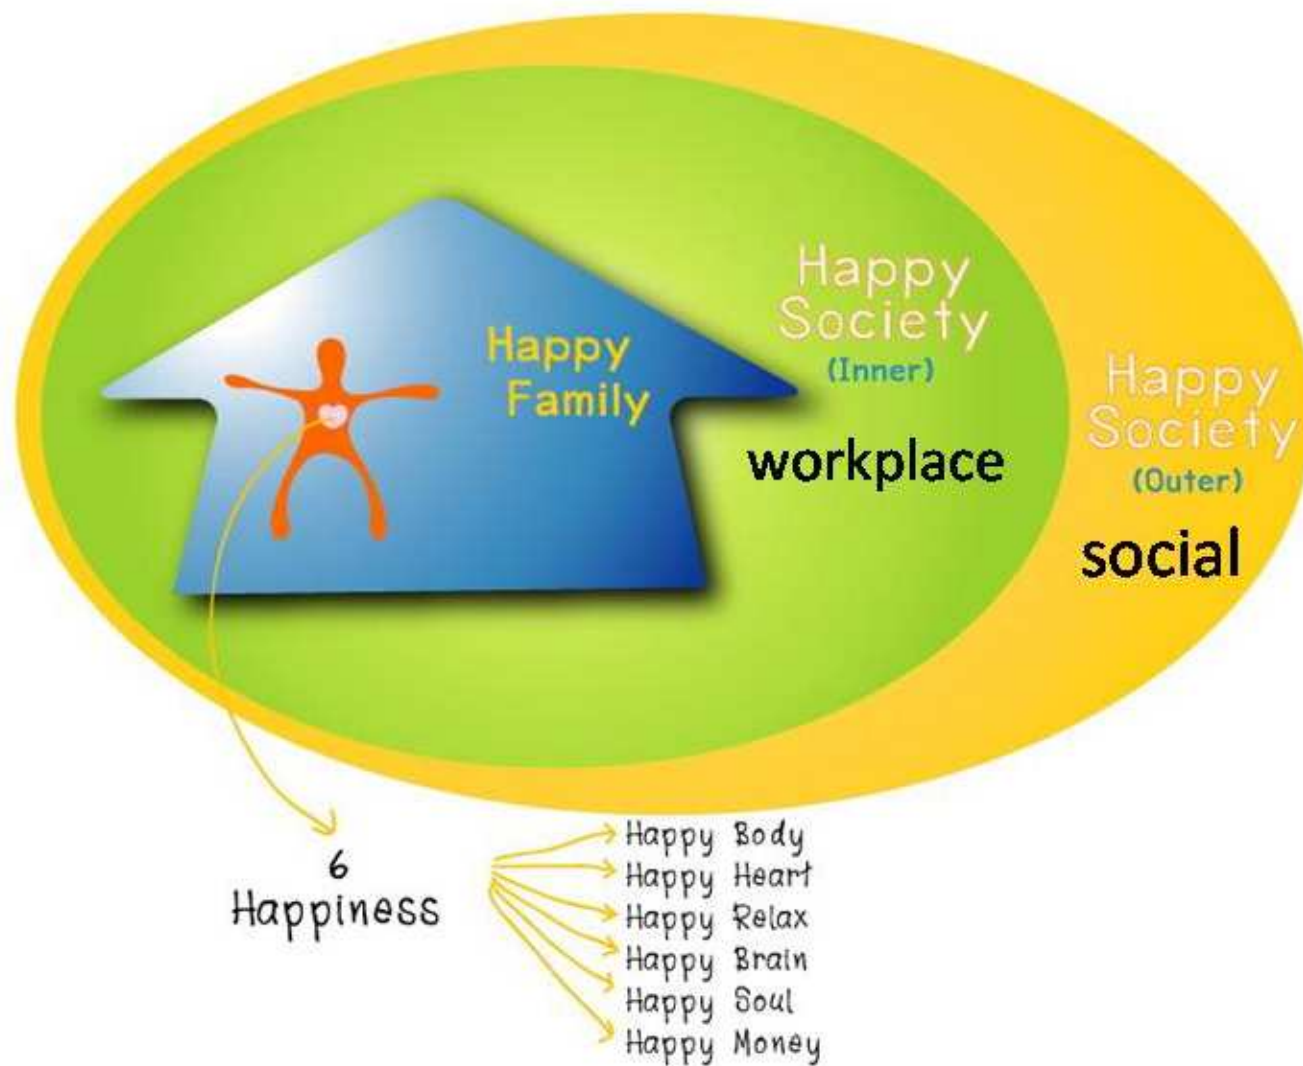 Happy
Family
Happy
Society
(Inner)
workplace
Happy
Society
(Outer)
social
6
Happiness
Happy Body
Happy Heart
Happy Relax
Happy Brain
Happy Soul
Happy Money